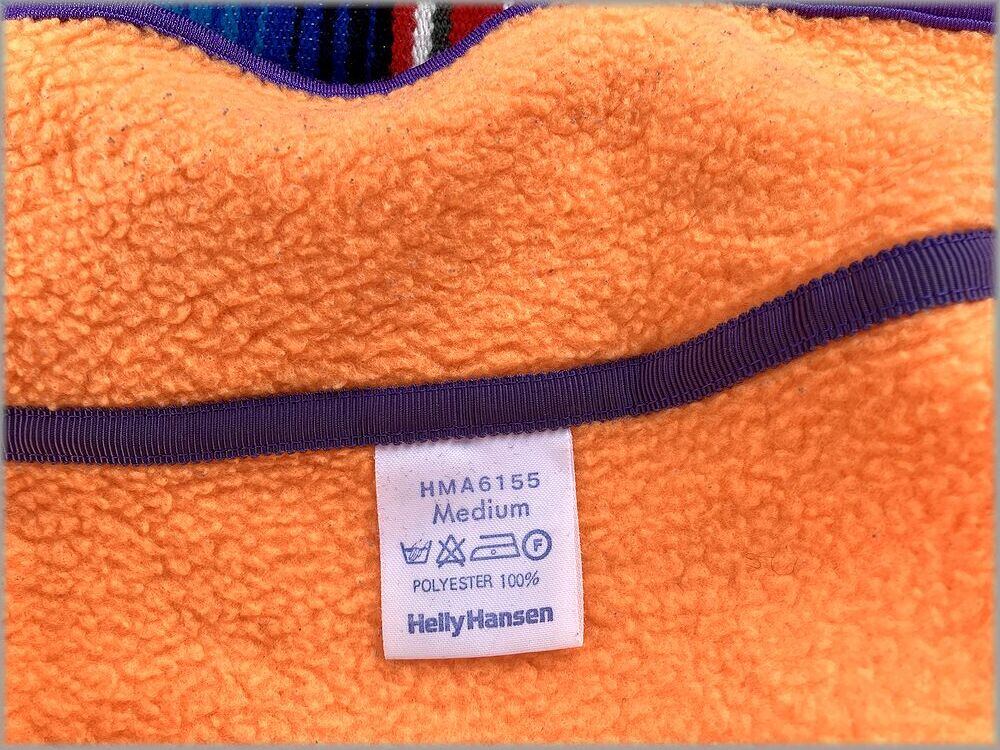 HMA6155
Medium
F
POLYESTER 100%
HellyHansen